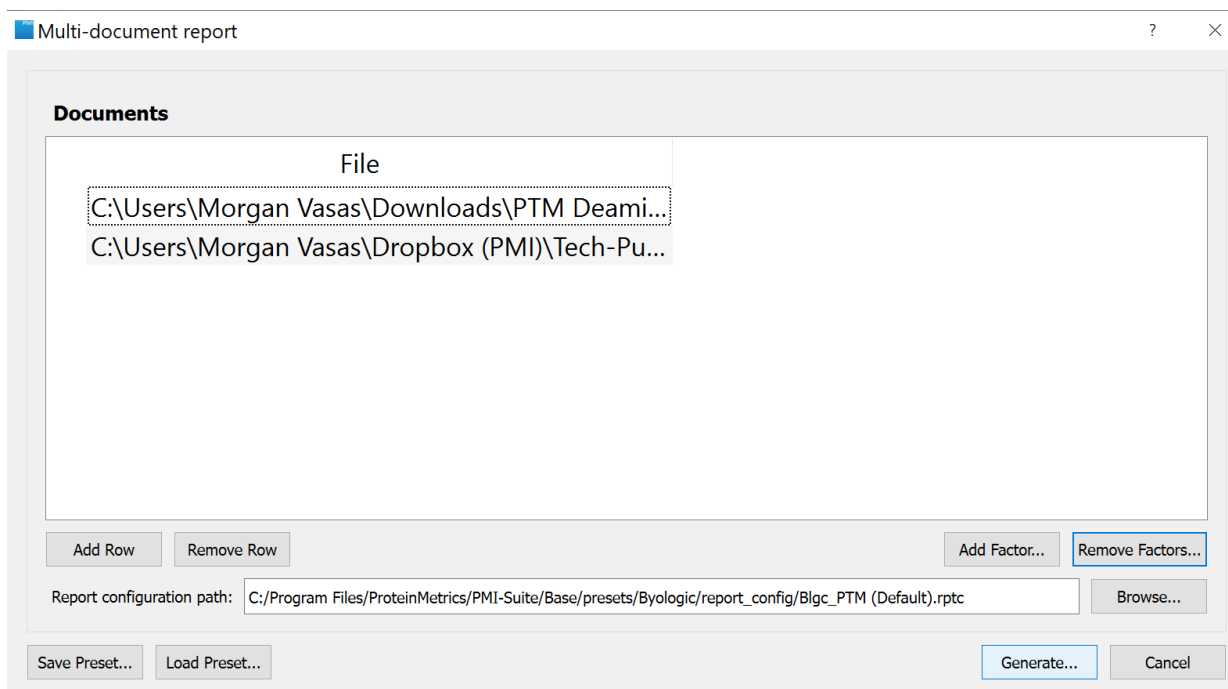 Multi-document report
Documents
File
C:\Users\Morgan Vasas\Downloads\PTM Deami...
C:\Users\Morgan Vasas\Dropbox (PMI)\Tech-Pu...
Add Row Remove Row Add Factor... Remove Factors...
Report configuration path: C:/Program Files/ProteinMetrics/PMI-Suite/Base/presets/Byologic/report_config/Blgc_PTM (Default).rptc Browse...
Save Preset... Load Preset... Generate... Cancel